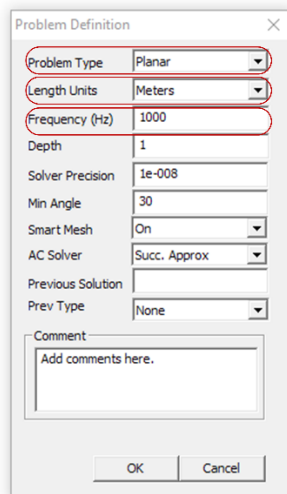 Problem Definition
Problem Type Planar
Length Units Meters
Frequency (Hz) 1000
Depth 1
Solver Precision 1e-008
Min Angle 30
Smart Mesh On
AC Solver Succ. Approx
Previous Solution
Prev Type None
Comment
Add comments here.
OK Cancel